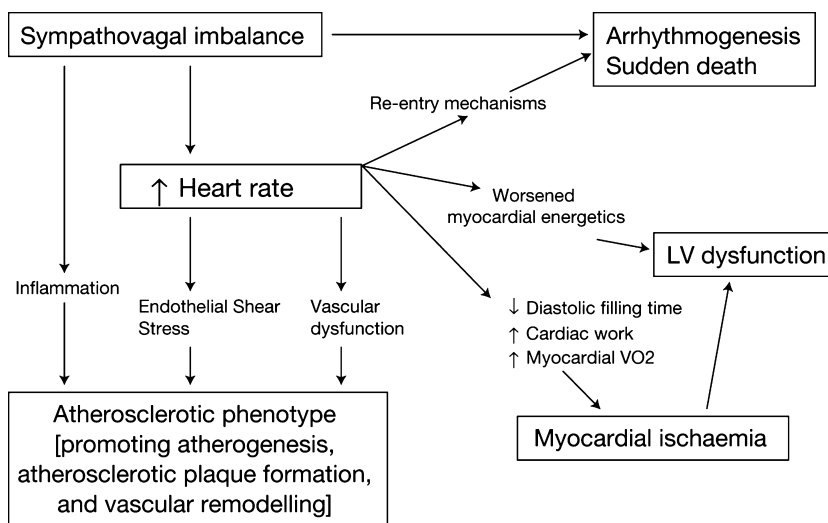 Sympathovagal imbalance
Arrhythmogenesis
Sudden death
Re-entry mechanisms
↑ Heart rate
Worsened
myocardial energetics
LV dysfunction
Inflammation
Endothelial Shear
Stress
Vascular
dysfunction
↓ Diastolic filling time
↑ Cardiac work
↑ Myocardial VO2
Atherosclerotic phenotype
[promoting atherogenesis,
atherosclerotic plaque formation,
and vascular remodelling]
Myocardial ischaemia